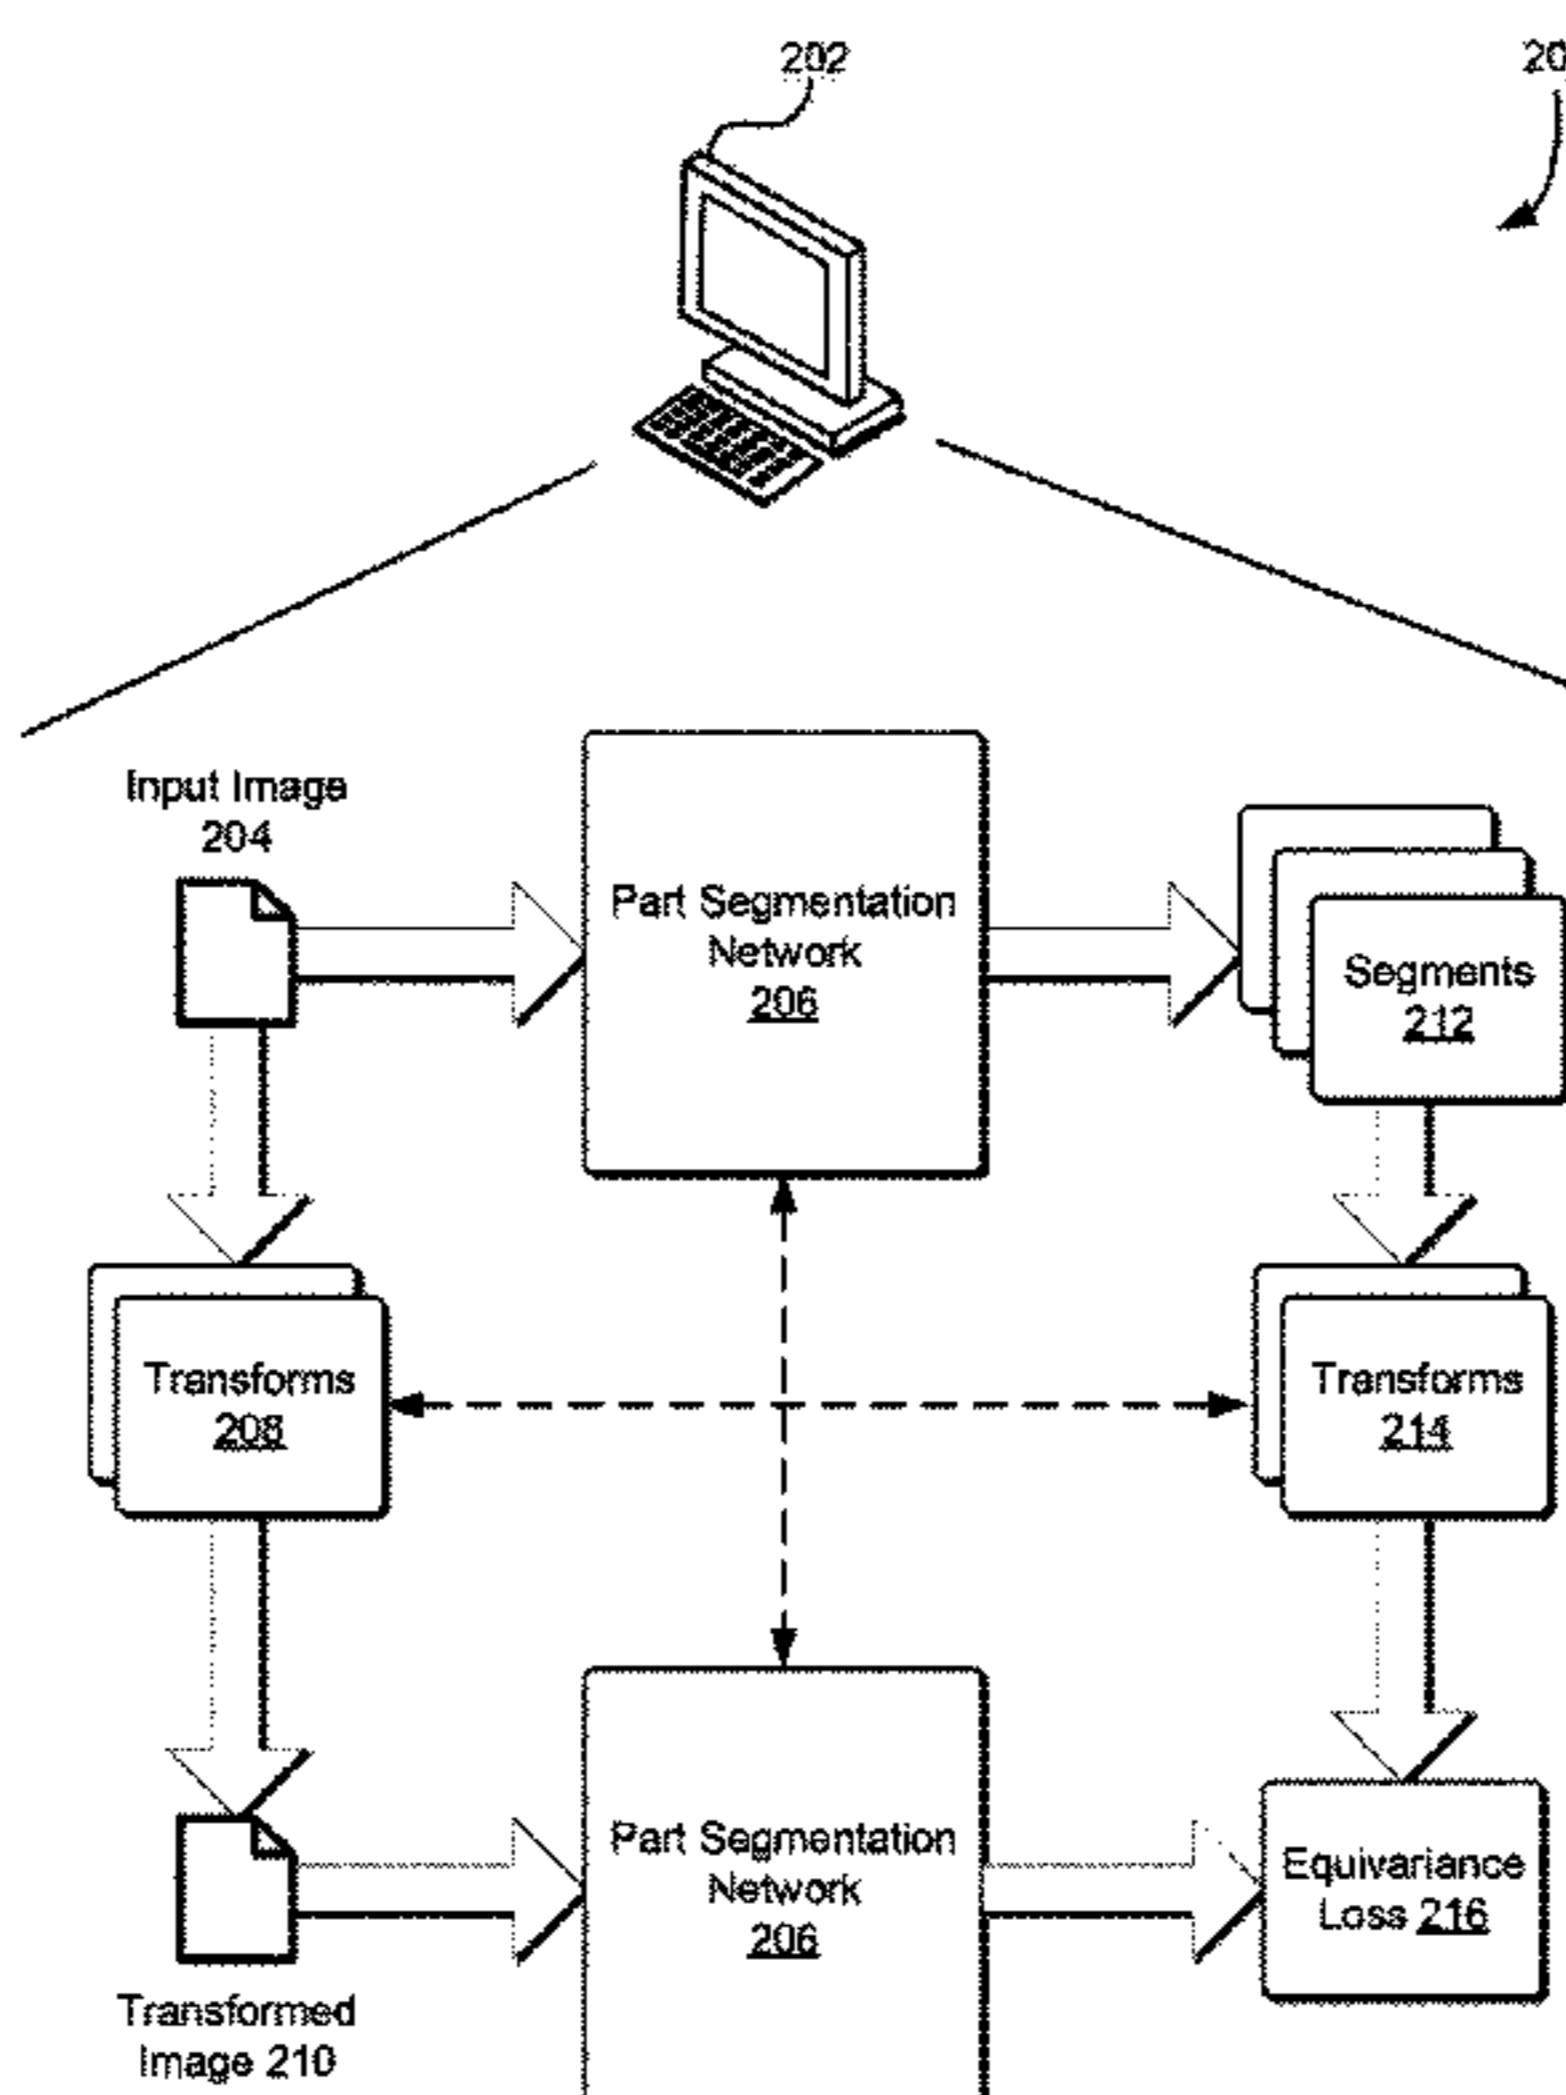 202
Input Image
204
Part Segmentation
Network
206
Segments
212
Transforms
208
Transforms
214
Part Segmentation
Network
206
Equivariance
Loss 216
Transformed
Image 210